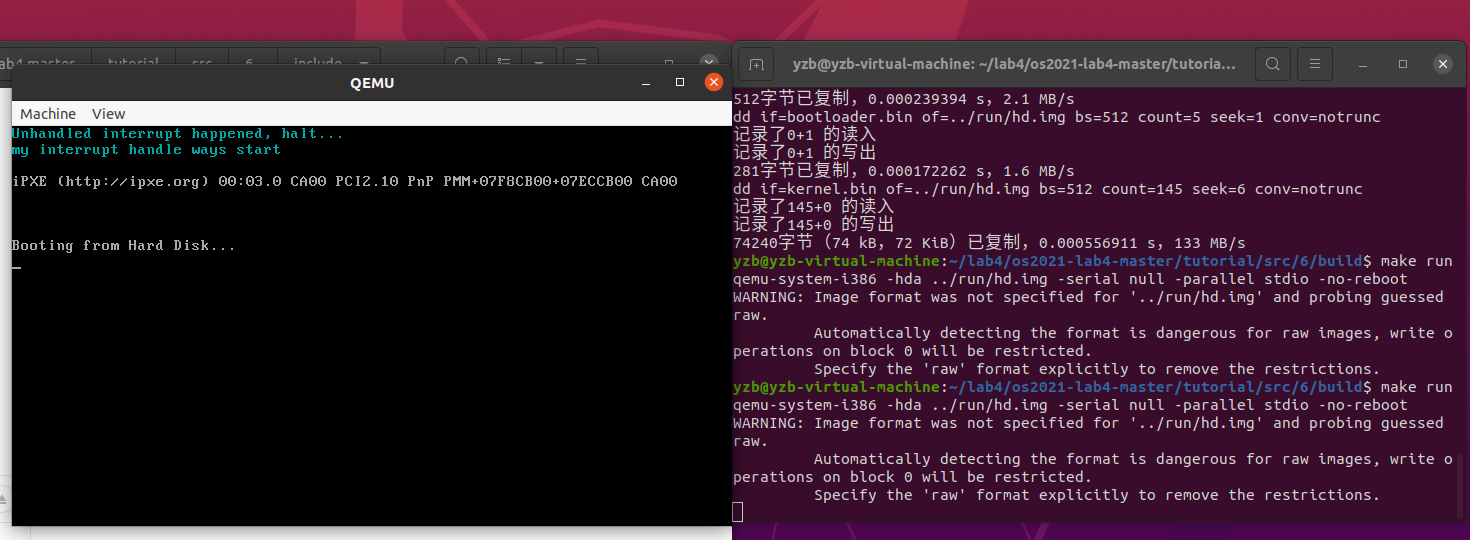 lab4-master tutorial src 6 include
QEMU
Machine View
Unhandled interrupt happened, halt...
my interrupt handle ways start
iPXE (http://ipxe.org) 00:03.0 CA00 PCI2.10 PnP PMM+07F8CB00+07ECCB00 CA00
Booting from Hard Disk...
yzb@yzb-virtual-machine: ~/lab4/os2021-lab4-master/tutoria...
512字节已复制，0.000239394 s，2.1 MB/s
dd if=bootloader.bin of=../run/hd.img bs=512 count=5 seek=1 conv=notrunc
记录了0+1 的读入
记录了0+1 的写出
281字节已复制，0.000172262 s，1.6 MB/s
dd if=kernel.bin of=../run/hd.img bs=512 count=145 seek=6 conv=notrunc
记录了145+0 的读入
记录了145+0 的写出
74240字节（74 kB，72 KiB）已复制，0.000556911 s，133 MB/s
yzb@yzb-virtual-machine:~/lab4/os2021-lab4-master/tutorial/src/6/build$ make run
qemu-system-i386 -hda ../run/hd.img -serial null -parallel stdio -no-reboot
WARNING: Image format was not specified for '../run/hd.img' and probing guessed
raw.
Automatically detecting the format is dangerous for raw images, write o
perations on block 0 will be restricted.
Specify the 'raw' format explicitly to remove the restrictions.
yzb@yzb-virtual-machine:~/lab4/os2021-lab4-master/tutorial/src/6/build$ make run
qemu-system-i386 -hda ../run/hd.img -serial null -parallel stdio -no-reboot
WARNING: Image format was not specified for '../run/hd.img' and probing guessed
raw.
Automatically detecting the format is dangerous for raw images, write o
perations on block 0 will be restricted.
Specify the 'raw' format explicitly to remove the restrictions.